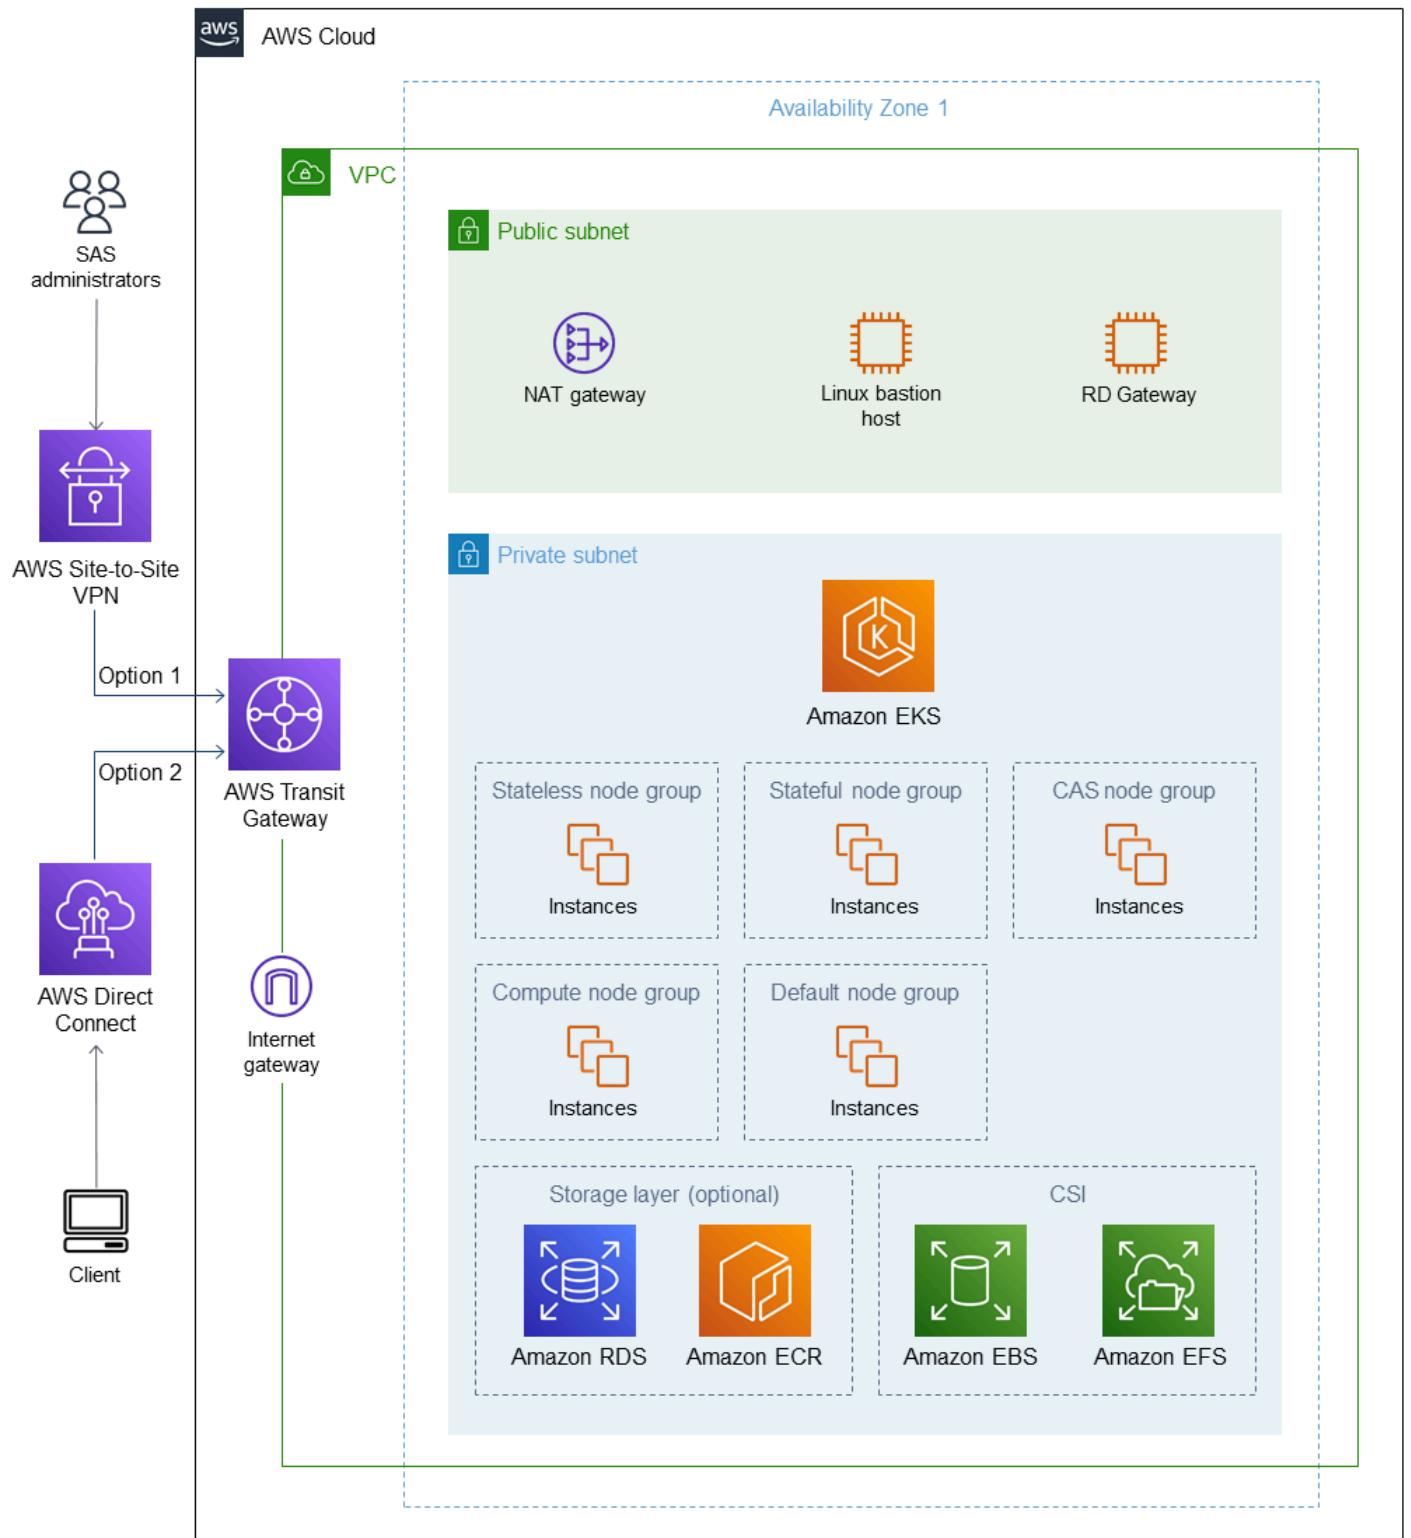 aws
AWS Cloud
Availability Zone 1
VPC
SAS
administrators
Public subnet
NAT gateway
Linux bastion
host
RD Gateway
AWS Site-to-Site
VPN
Option 1
Option 2
AWS Transit
Gateway
AWS Direct
Connect
Internet
gateway
Client
Private subnet
K
Amazon EKS
Stateless node group
Instances
Stateful node group
Instances
CAS node group
Instances
Compute node group
Instances
Default node group
Instances
Storage layer (optional)
Amazon RDS
Amazon ECR
CSI
Amazon EBS
Amazon EFS